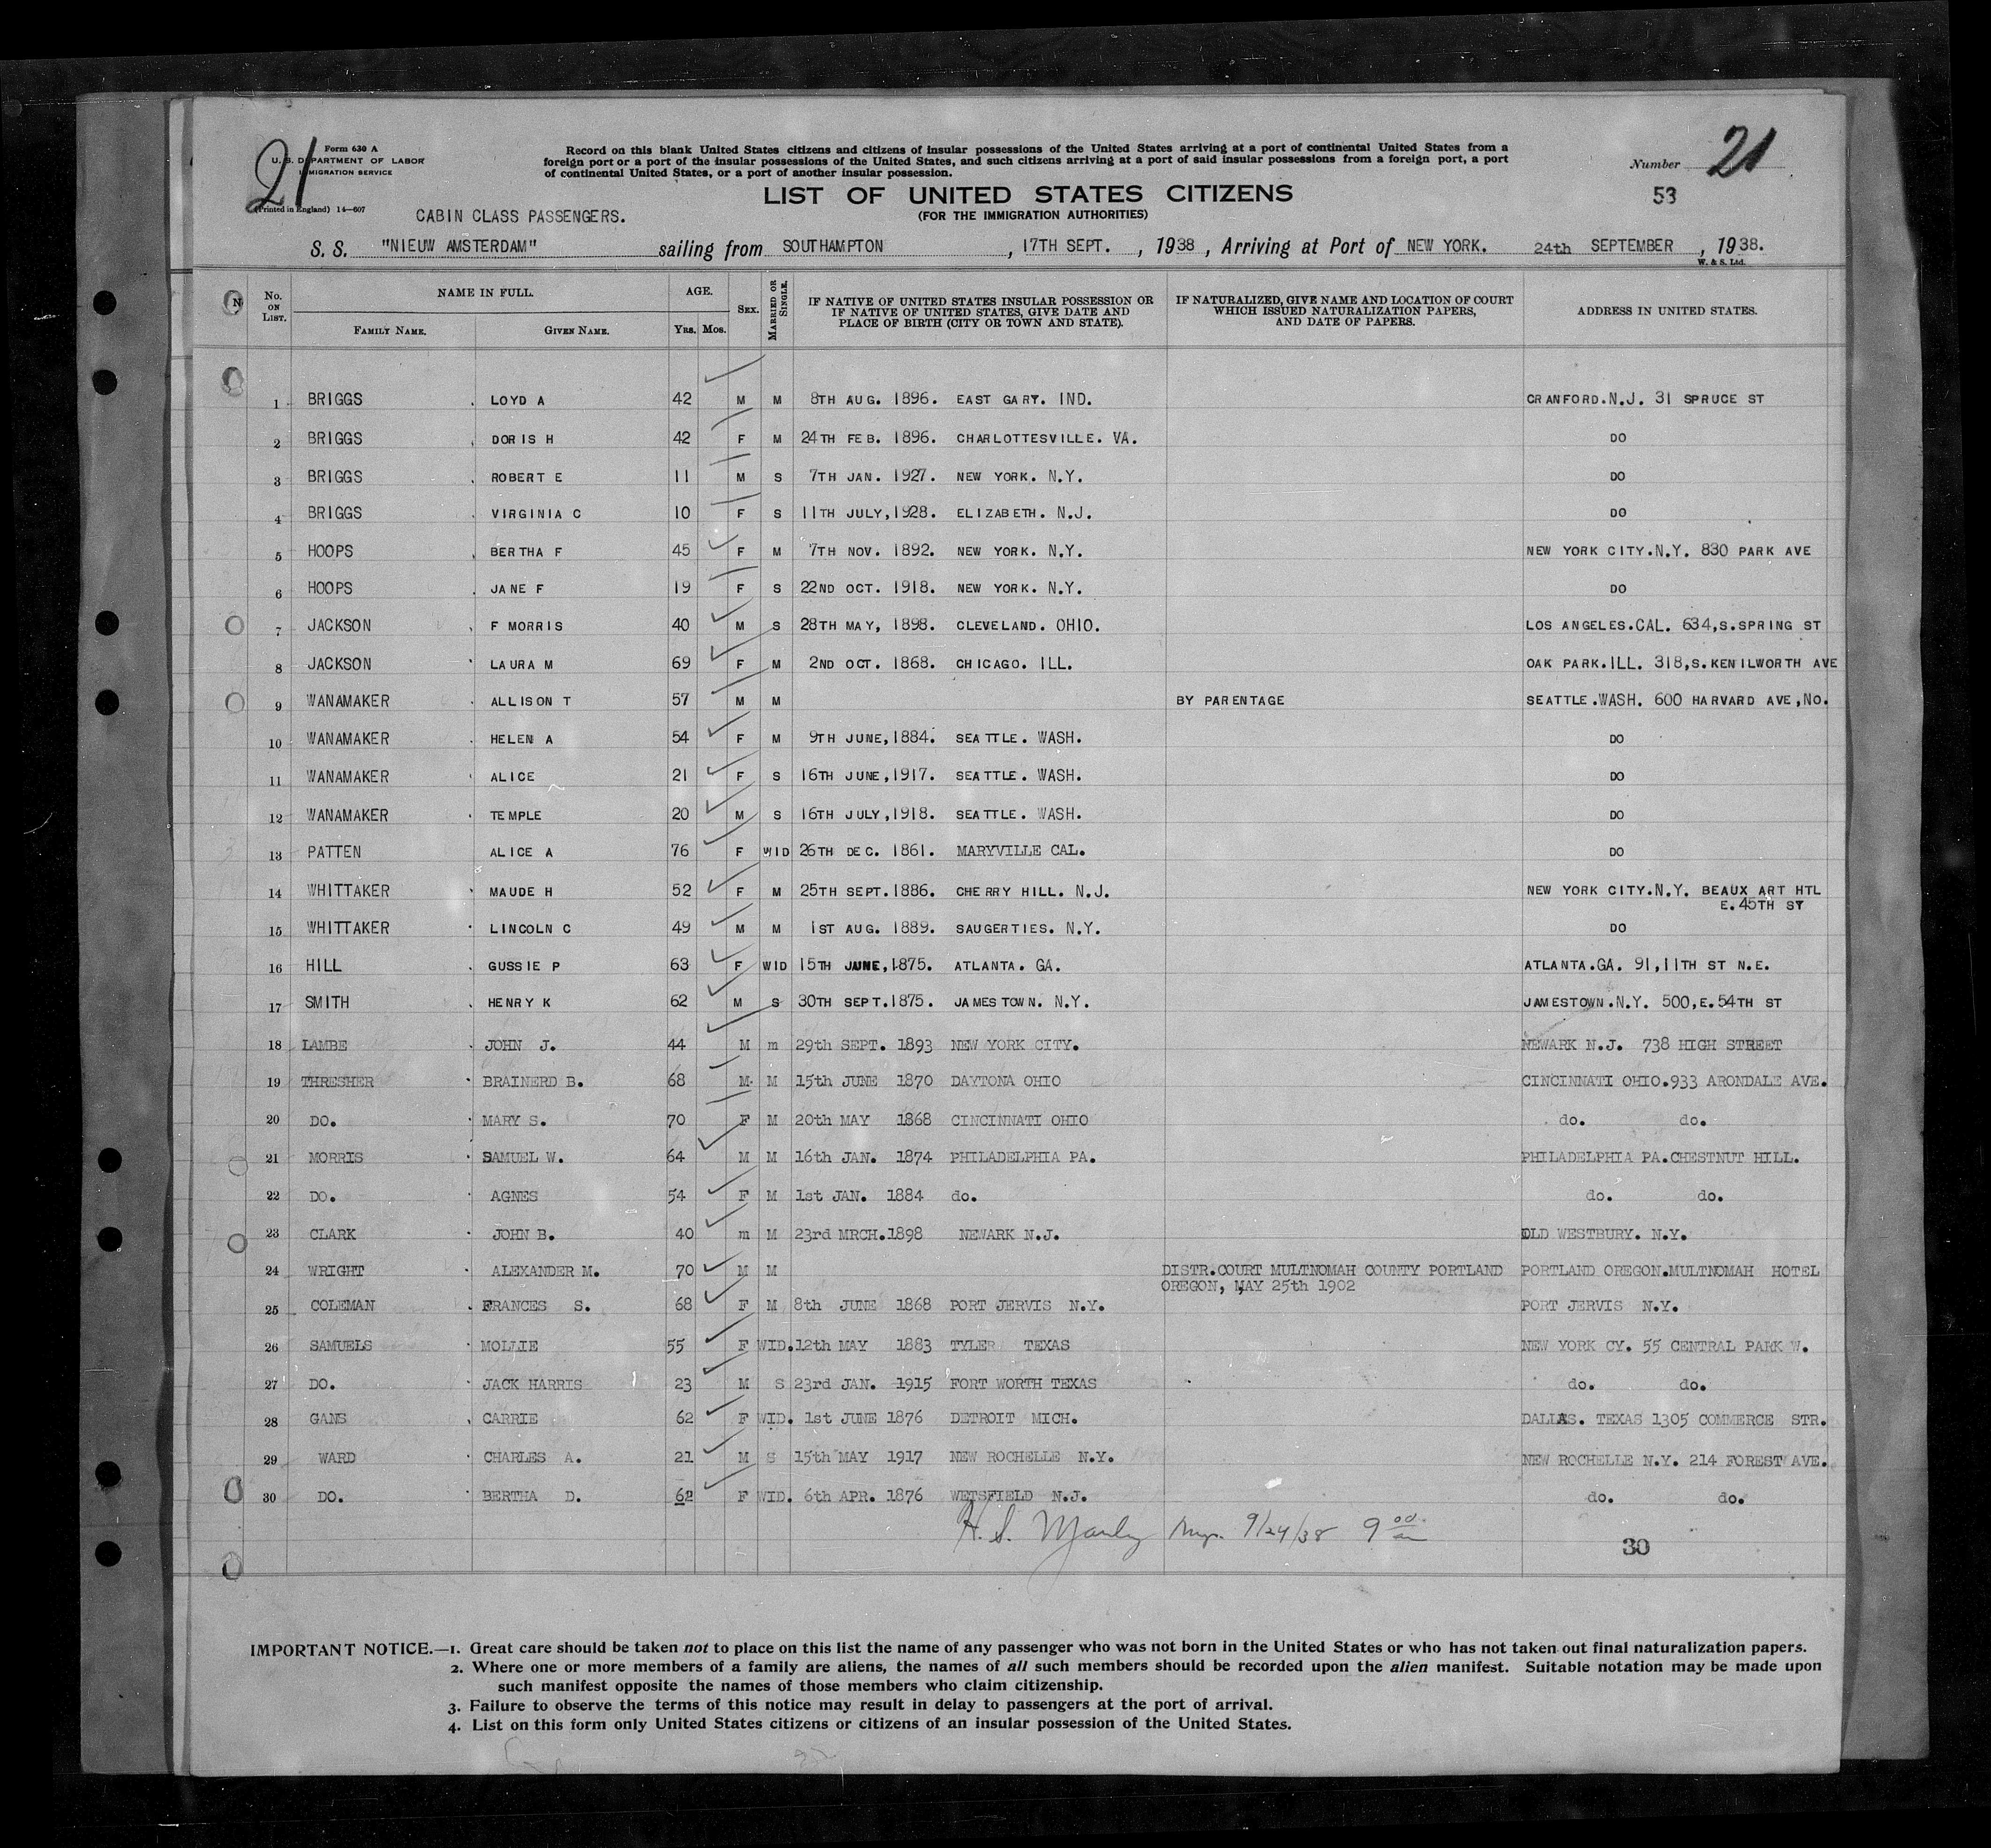 21
Form 630 A
U. S. DEPARTMENT OF LABOR
IMMIGRATION SERVICE
(Printed in England) 14—607
Record on this blank United States citizens and citizens of insular possessions of the United States arriving at a port of continental United States from a
foreign port or a port of the insular possessions of the United States, and such citizens arriving at a port of said insular possessions from a foreign port, a port
of continental United States, or a port of another insular possession.
Number 21
53
LIST OF UNITED STATES CITIZENS
(FOR THE IMMIGRATION AUTHORITIES)
CABIN CLASS PASSENGERS.
S. S. "NIEUW AMSTERDAM" sailing from SOUTHAMPTON, 17TH SEPT., 1938, Arriving at Port of NEW YORK. 24th SEPTEMBER, 1938.
W. & S. Ltd.
No. ON LIST. NAME IN FULL. FAMILY NAME. GIVEN NAME. AGE. YRS. MOS. SEX. MARRIED OR SINGLE. IF NATIVE OF UNITED STATES INSULAR POSSESSION OR IF NATIVE OF UNITED STATES, GIVE DATE AND PLACE OF BIRTH (CITY OR TOWN AND STATE). IF NATURALIZED, GIVE NAME AND LOCATION OF COURT WHICH ISSUED NATURALIZATION PAPERS, AND DATE OF PAPERS. ADDRESS IN UNITED STATES.
1 BRIGGS LOYD A 42 M M 8TH AUG. 1896. EAST GARY. IND. CRANFORD.N.J. 31 SPRUCE ST
2 BRIGGS DORIS H 42 F M 24TH FEB. 1896. CHARLOTTESVILLE. VA. DO
3 BRIGGS ROBERT E 11 M S 7TH JAN. 1927. NEW YORK. N.Y. DO
4 BRIGGS VIRGINIA C 10 F S 11TH JULY,1928. ELIZABETH. N.J. DO
5 HOOPS BERTHA F 45 F M 7TH NOV. 1892. NEW YORK. N.Y. NEW YORK CITY.N.Y. 830 PARK AVE
6 HOOPS JANE F 19 F S 22ND OCT. 1918. NEW YORK. N.Y. DO
7 JACKSON F MORRIS 40 M S 28TH MAY, 1898. CLEVELAND. OHIO. LOS ANGELES.CAL. 634,S.SPRING ST
8 JACKSON LAURA M 69 F M 2ND OCT. 1868. CHICAGO. ILL. OAK PARK.ILL. 318,S.KENILWORTH AVE
9 WANAMAKER ALLISON T 57 M M BY PARENTAGE SEATTLE.WASH. 600 HARVARD AVE,NO.
10 WANAMAKER HELEN A 54 F M 9TH JUNE,1884. SEATTLE. WASH. DO
11 WANAMAKER ALICE 21 F S 16TH JUNE,1917. SEATTLE. WASH. DO
12 WANAMAKER TEMPLE 20 M S 16TH JULY,1918. SEATTLE. WASH. DO
13 PATTEN ALICE A 76 F WID 26TH DEC. 1861. MARYVILLE CAL. DO
14 WHITTAKER MAUDE H 52 F M 25TH SEPT.1886. CHERRY HILL. N.J. NEW YORK CITY.N.Y. BEAUX ART HTL
E.45TH ST
15 WHITTAKER LINCOLN C 49 M M 1ST AUG. 1889. SAUGERTIES. N.Y. DO
16 HILL GUSSIE P 63 F WID 15TH JUNE,1875. ATLANTA. GA. ATLANTA.GA. 91,11TH ST N.E.
17 SMITH HENRY K 62 M S 30TH SEPT.1875. JAMESTOWN. N.Y. JAMESTOWN.N.Y. 500,E.54TH ST
18 LAMBE JOHN J. 44 M m 29th SEPT. 1893 NEW YORK CITY. NEWARK N.J. 738 HIGH STREET
19 THRESHER BRAINERD B. 68 M. M 15th JUNE 1870 DAYTONA OHIO CINCINNATI OHIO.933 ARONDALE AVE.
20 DO. MARY S. 70 F M 20th MAY 1868 CINCINNATI OHIO do. do.
21 MORRIS SAMUEL W. 64 M M 16th JAN. 1874 PHILADELPHIA PA. PHILADELPHIA PA.CHESTNUT HILL.
22 DO. AGNES 54 F M 1st JAN. 1884 do. do. do.
23 CLARK JOHN B. 40 m M 23rd MRCH.1898 NEWARK N.J. OLD WESTBURY. N.Y.
24 WRIGHT ALEXANDER M. 70 M M DISTR.COURT MULTNOMAH COUNTY PORTLAND PORTLAND OREGON.MULTNOMAH HOTEL
OREGON, MAY 25th 1902
25 COLEMAN FRANCES S. 68 F M 8th JUNE 1868 PORT JERVIS N.Y. PORT JERVIS N.Y.
26 SAMUELS MOLLIE 55 F WID. 12th MAY 1883 TYLER TEXAS NEW YORK CY. 55 CENTRAL PARK W.
27 DO. JACK HARRIS 23 M S 23rd JAN. 1915 FORT WORTH TEXAS do. do.
28 GANS CARRIE 62 F WID. 1st JUNE 1876 DETROIT MICH. DALLAS. TEXAS 1305 COMMERCE STR.
29 WARD CHARLES A. 21 M S 15th MAY 1917 NEW ROCHELLE N.Y. NEW ROCHELLE N.Y. 214 FOREST AVE.
30 DO. BERTHA D. 62 F WID. 6th APR. 1876 WETSFIELD N.J. do. do.
H. S. Manly Insp. 9/24/38 9 00 am
30
IMPORTANT NOTICE.—1. Great care should be taken not to place on this list the name of any passenger who was not born in the United States or who has not taken out final naturalization papers.
2. Where one or more members of a family are aliens, the names of all such members should be recorded upon the alien manifest. Suitable notation may be made upon
such manifest opposite the names of those members who claim citizenship.
3. Failure to observe the terms of this notice may result in delay to passengers at the port of arrival.
4. List on this form only United States citizens or citizens of an insular possession of the United States.